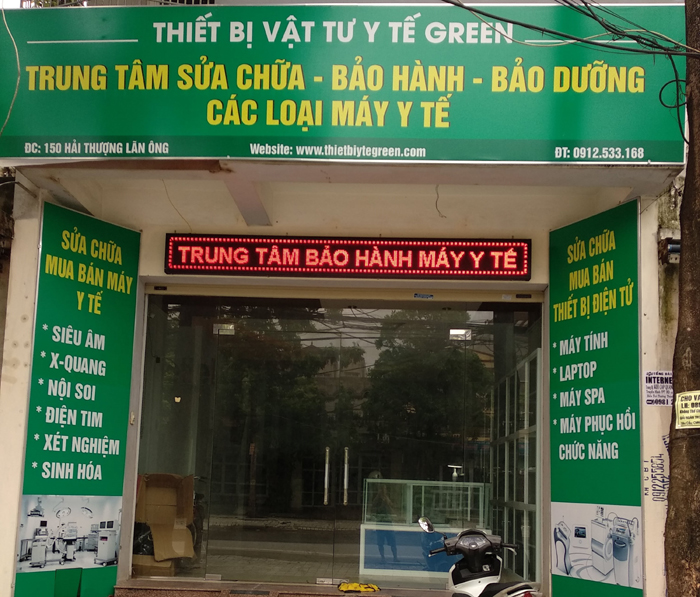 THIẾT BỊ VẬT TƯ Y TẾ GREEN
TRUNG TÂM SỬA CHỮA - BẢO HÀNH - BẢO DƯỠNG
CÁC LOẠI MÁY Y TẾ
ĐC: 150 HẢI THƯỢNG LÃN ÔNG Website: www.thietbiytegreen.com ĐT: 0912.533.168
TRUNG TÂM BẢO HÀNH MÁY Y TẾ
SỬA CHỮA
MUA BÁN MÁY
Y TẾ
* SIÊU ÂM
* X-QUANG
* NỘI SOI
* ĐIỆN TIM
* XÉT NGHIỆM
* SINH HÓA
SỬA CHỮA
MUA BÁN
THIẾT BỊ ĐIỆN TỬ
* MÁY TÍNH
* LAPTOP
* MÁY SPA
* MÁY PHỤC HỒI
CHỨC NĂNG
INTERNET